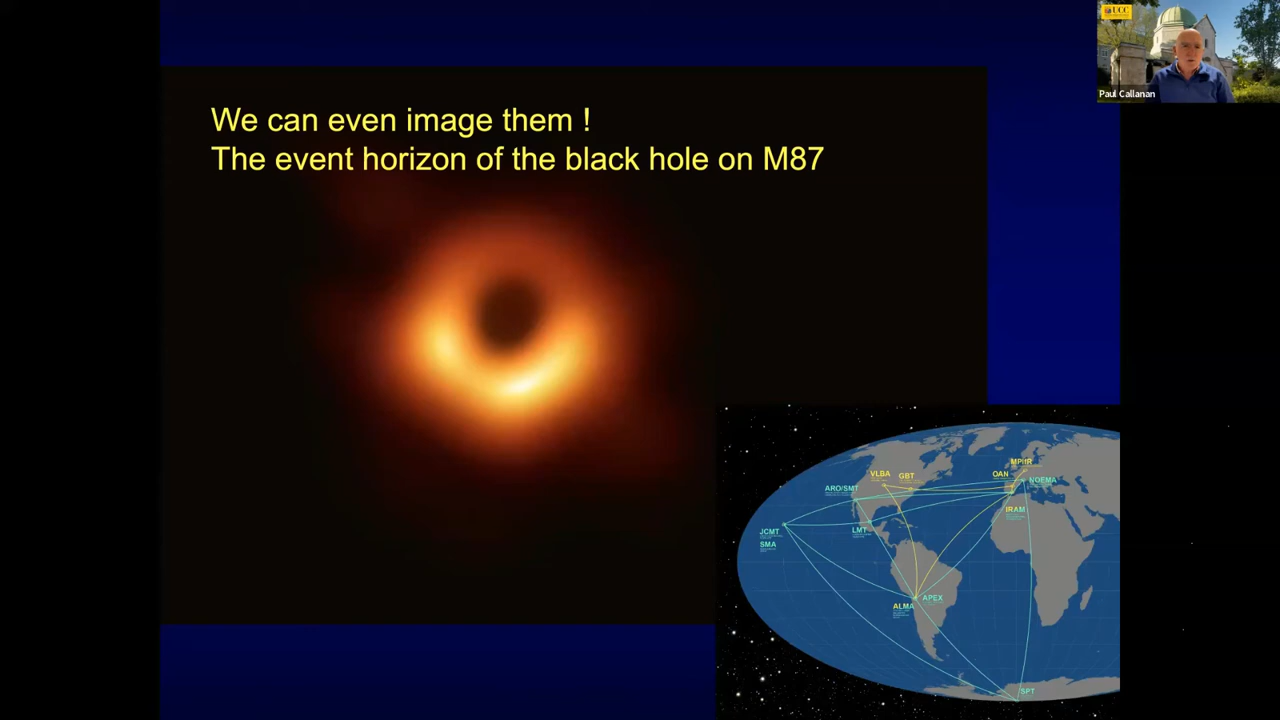 UCC
Paul Callanan
We can even image them !
The event horizon of the black hole on M87
MPIfR
VLBA
GBT
OAN
NOEMA
ARO/SMT
IRAM
JCMT
LMT
SMA
APEX
ALMA
SPT